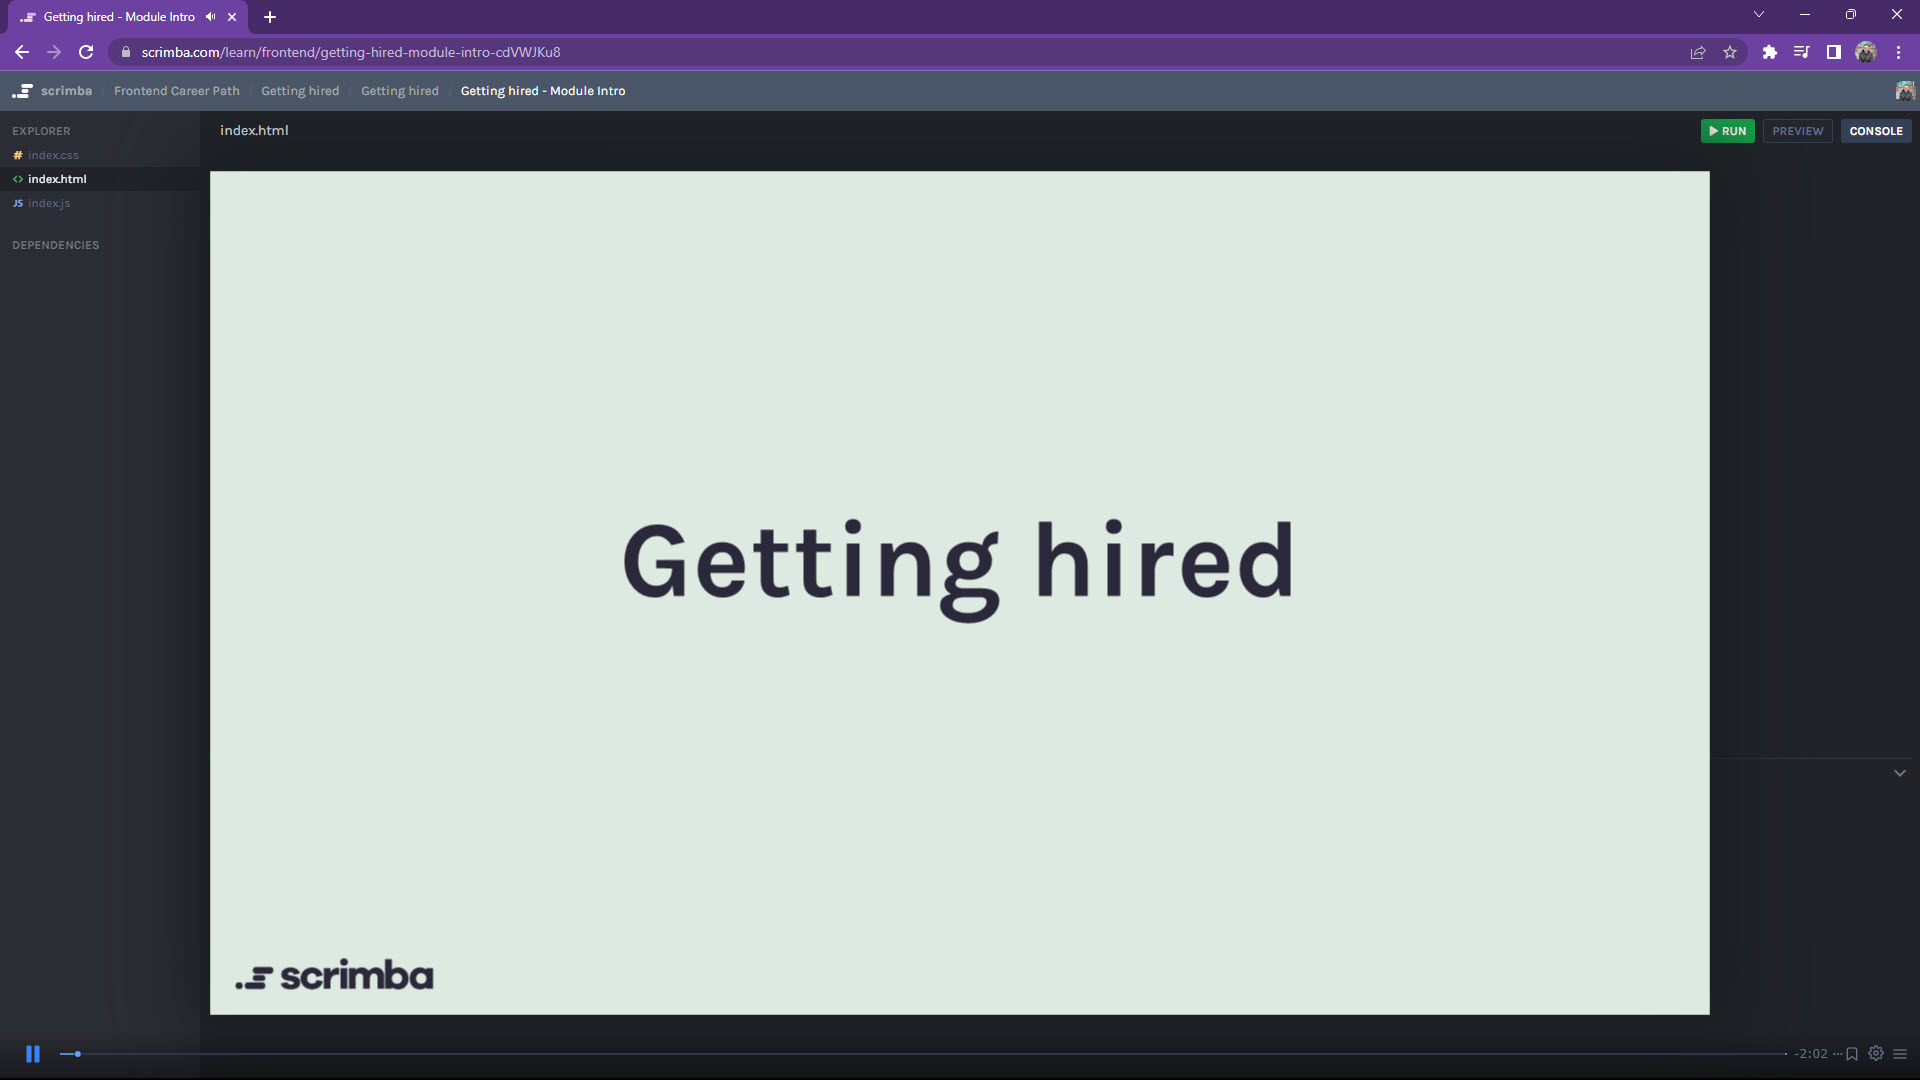 Getting hired - Module Intro
scrimba.com/learn/frontend/getting-hired-module-intro-cdVWJKu8
scrimba / Frontend Career Path / Getting hired / Getting hired / Getting hired - Module Intro
EXPLORER
# index.css
<> index.html
JS index.js
DEPENDENCIES
index.html
RUN PREVIEW CONSOLE
Getting hired
scrimba
-2:02